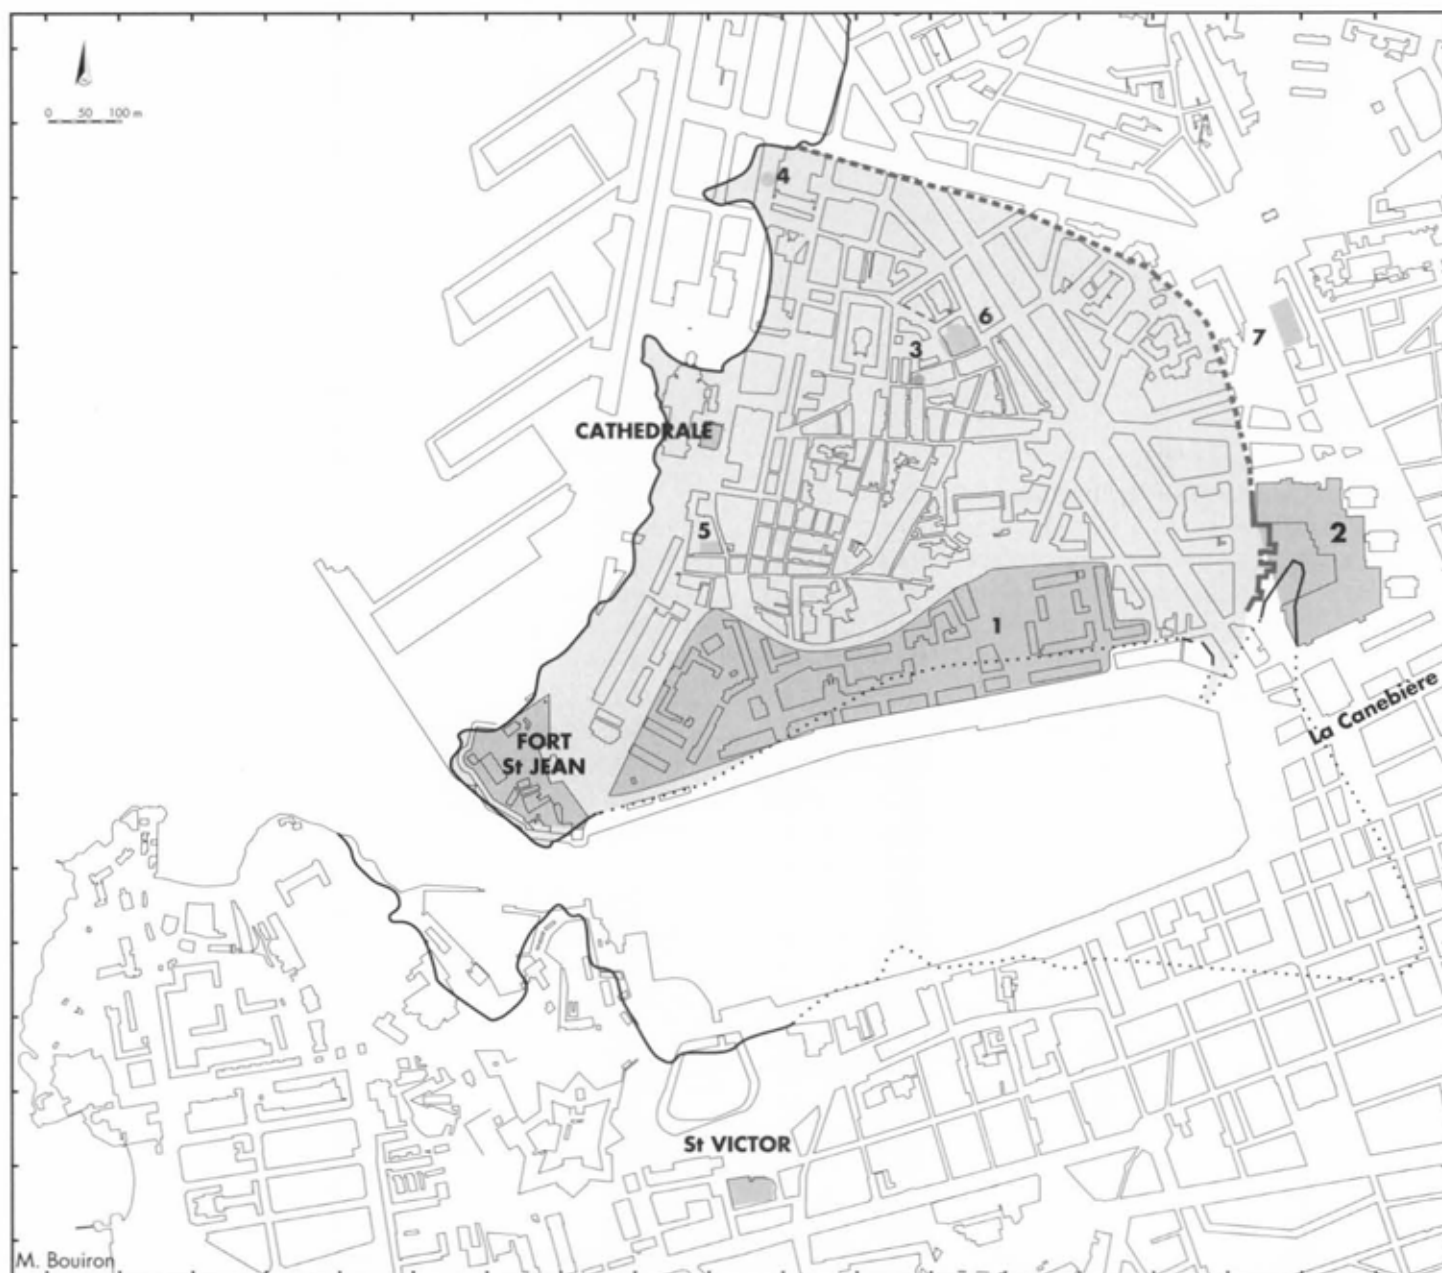 0 50 100 m
4
6
3
7
CATHEDRALE
5
2
1
FORT
St JEAN
La Canebière
St VICTOR
M. Bouiron